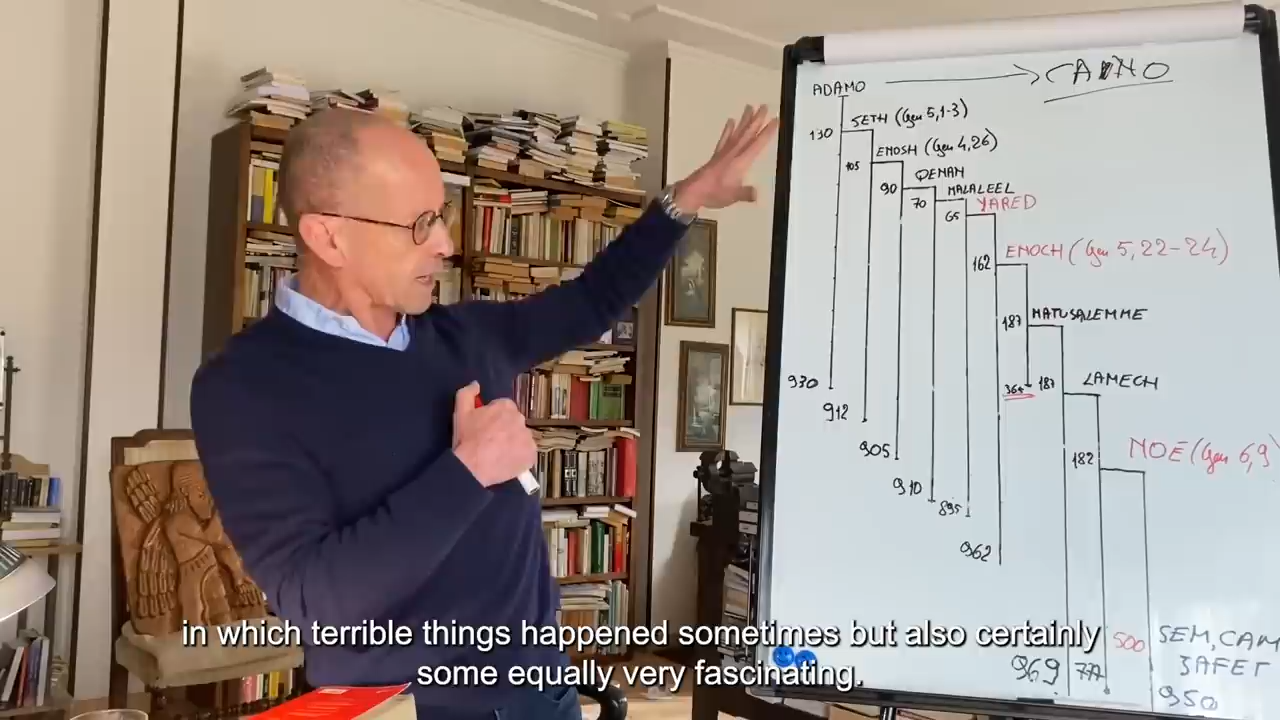 ADAMO → CAINO
130 SETH (Gen 5,1-3)
105 ENOSH (Gen 4,26)
90 QENAN
70 MALALEEL
65 YARED
162 ENOCH (Gen 5, 22-24)
187 MATUSALEMME
930
365
187 LAMECH
912
905
182 NOE (Gen 6,9
910
895
962
500 SEM, CAM
JAFET
969 777 950
in which terrible things happened sometimes but also certainly
some equally very fascinating.